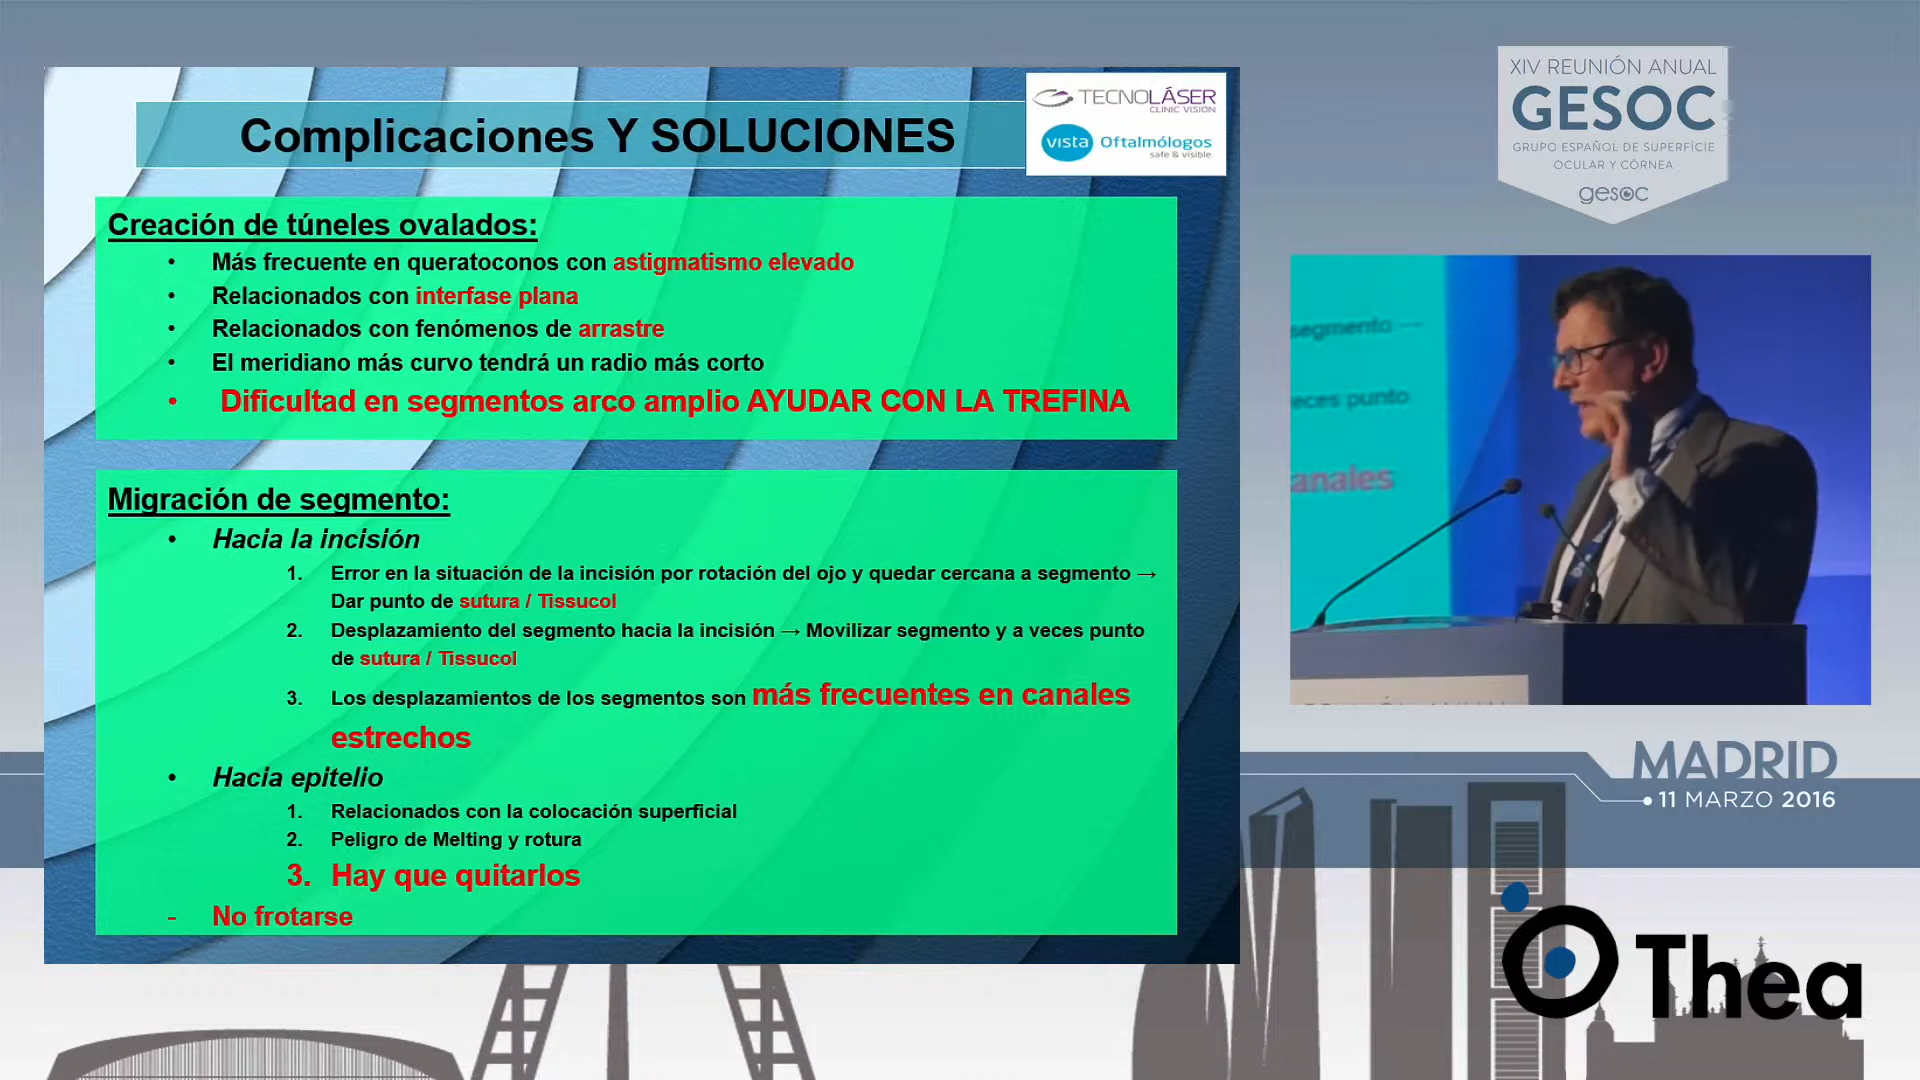 Complicaciones Y SOLUCIONES
TECNOLÁSER
CLINIC VISION
vısta Oftalmólogos
safe & visible
Creación de túneles ovalados:
• Más frecuente en queratoconos con astigmatismo elevado
• Relacionados con interfase plana
• Relacionados con fenómenos de arrastre
• El meridiano más curvo tendrá un radio más corto
• Dificultad en segmentos arco amplio AYUDAR CON LA TREFINA
Migración de segmento:
• Hacia la incisión
1. Error en la situación de la incisión por rotación del ojo y quedar cercana a segmento →
Dar punto de sutura / Tissucol
2. Desplazamiento del segmento hacia la incisión → Movilizar segmento y a veces punto
de sutura / Tissucol
3. Los desplazamientos de los segmentos son más frecuentes en canales
estrechos
• Hacia epitelio
1. Relacionados con la colocación superficial
2. Peligro de Melting y rotura
3. Hay que quitarlos
- No frotarse
XIV REUNIÓN ANUAL
GESOC
GRUPO ESPAÑOL DE SUPERFÍCIE
OCULAR Y CÓRNEA
gesoc
segmento —
eces punto
anales
MADRID
11 MARZO 2016
Thea